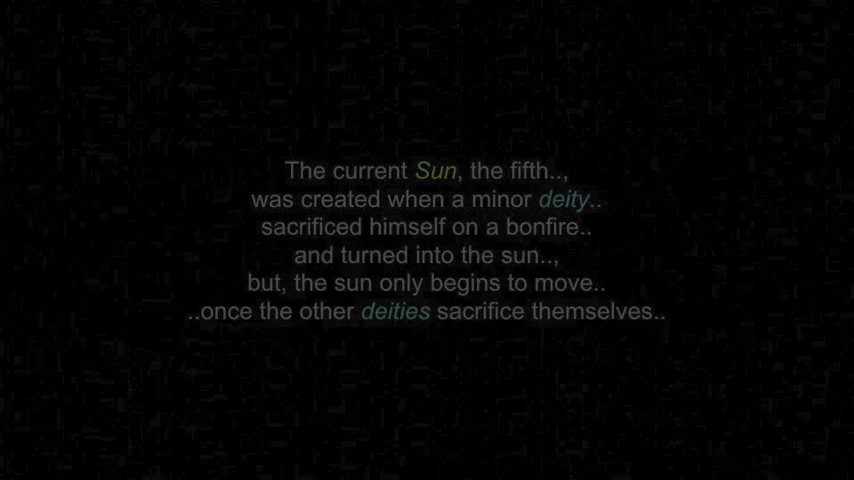 The current Sun, the fifth..,
was created when a minor deity..
sacrificed himself on a bonfire..
and turned into the sun..,
but, the sun only begins to move..
..once the other deities sacrifice themselves..